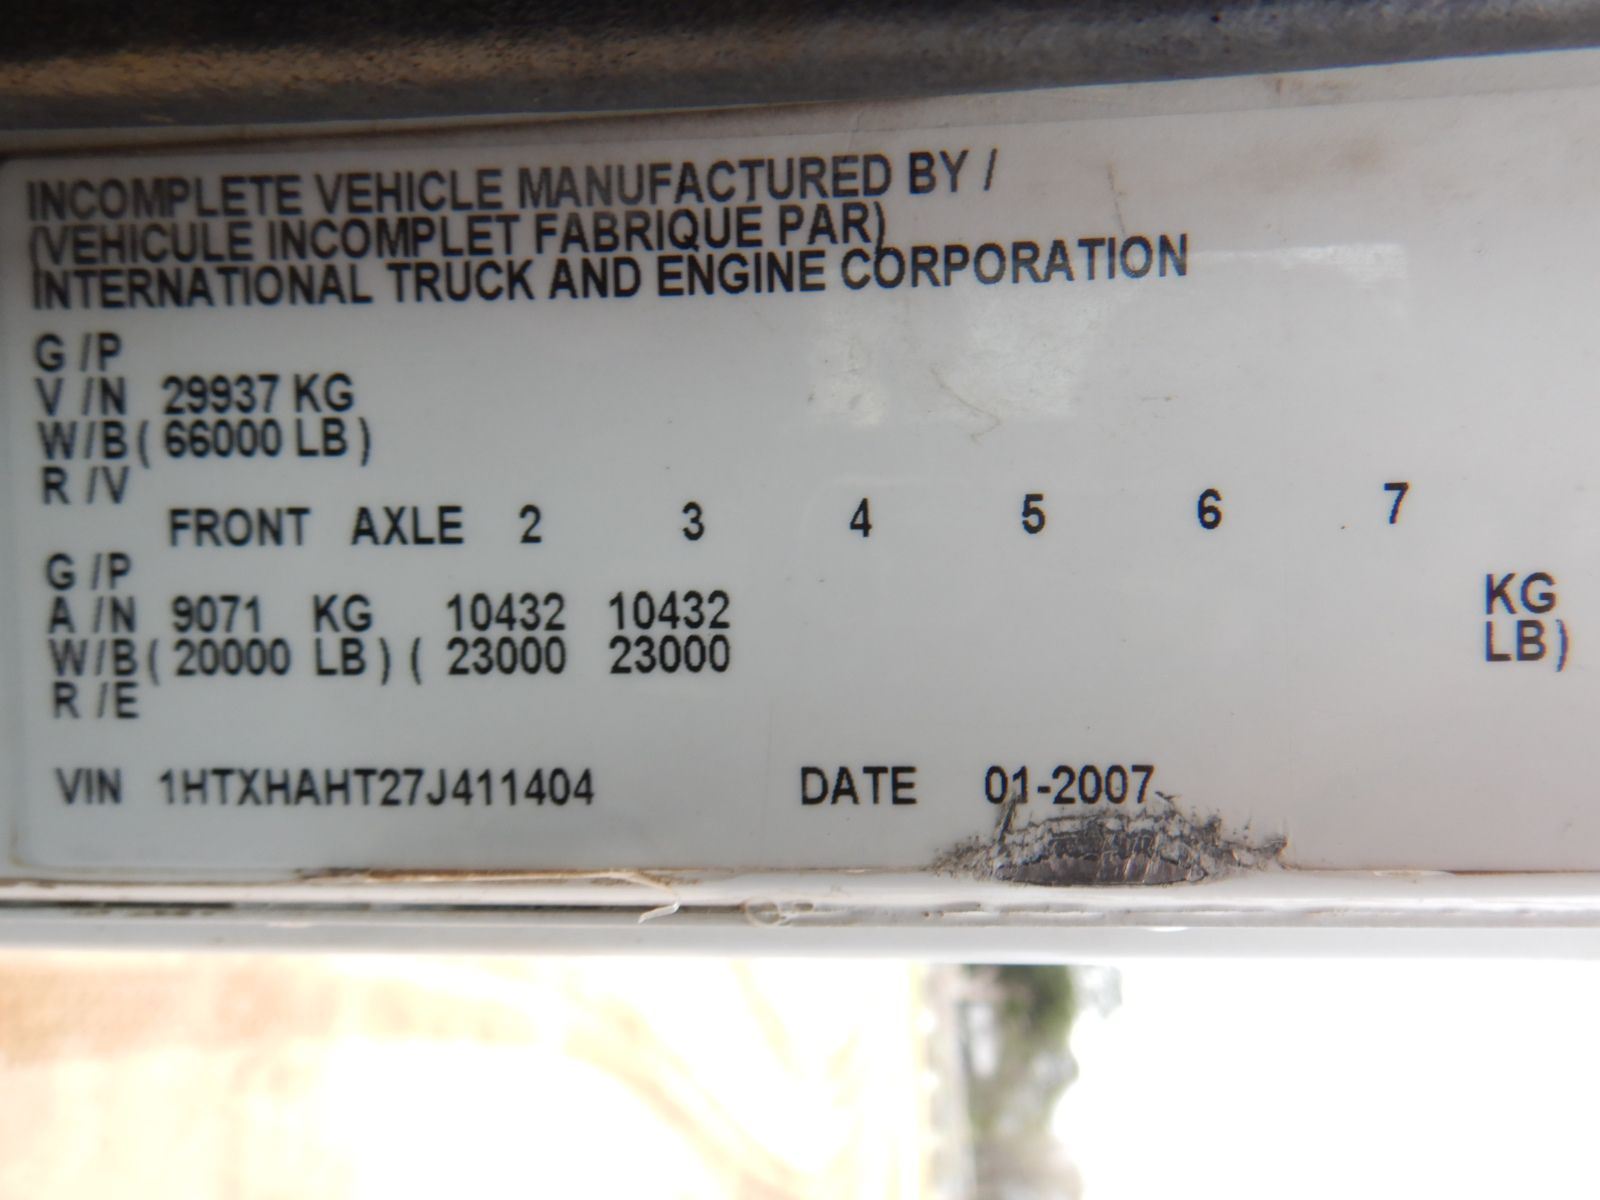 INCOMPLETE VEHICLE MANUFACTURED BY /
(VEHICULE INCOMPLET FABRIQUE PAR)
INTERNATIONAL TRUCK AND ENGINE CORPORATION
G /P
V /N 29937 KG
W/B ( 66000 LB )
R /V
FRONT AXLE 2 3 4 5 6 7
G /P
A /N 9071 KG 10432 10432 KG
W/B ( 20000 LB ) ( 23000 23000 LB)
R /E
VIN 1HTXHAHT27J411404 DATE 01-2007